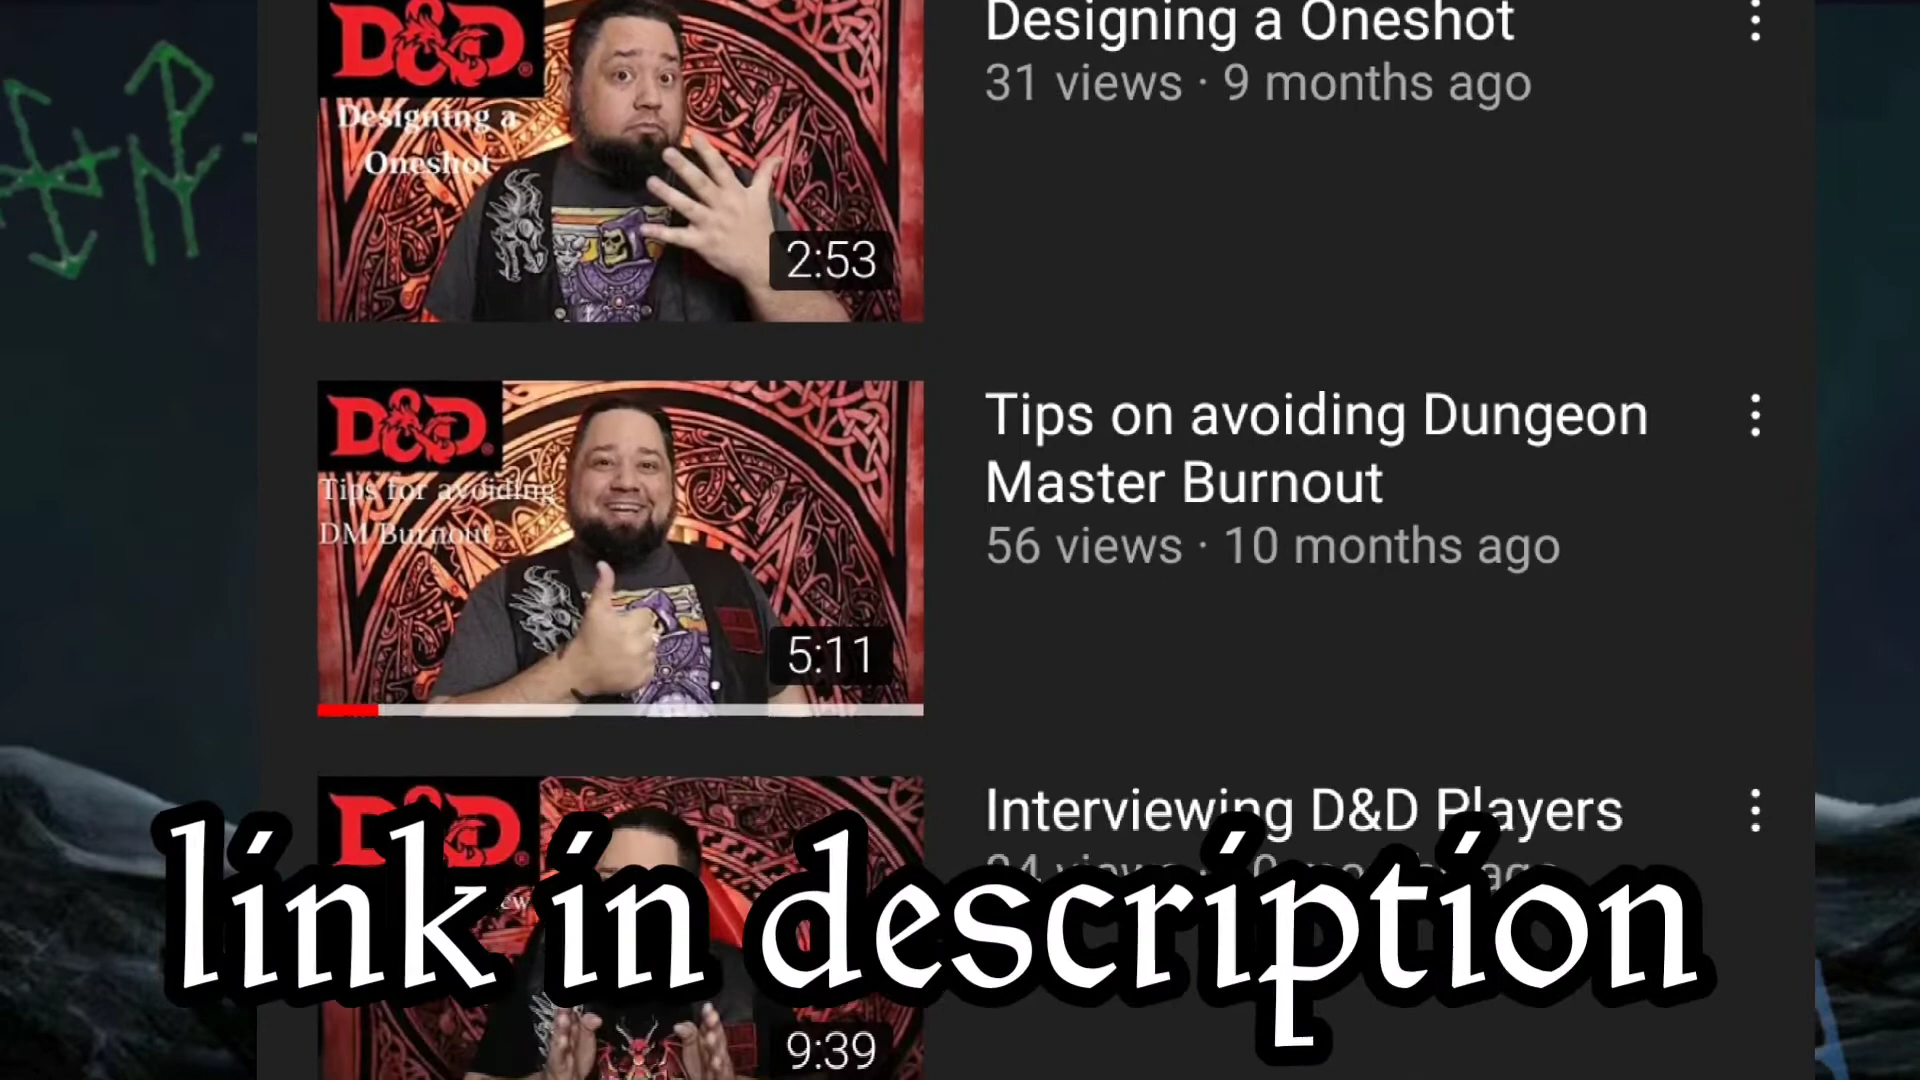 D&D
Designing a
Oneshot
2:53
Designing a Oneshot
31 views · 9 months ago
D&D
Tips for avoiding
DM Burnout
5:11
Tips on avoiding Dungeon
Master Burnout
56 views · 10 months ago
D&D
9:39
Interviewing D&D Players
link in description